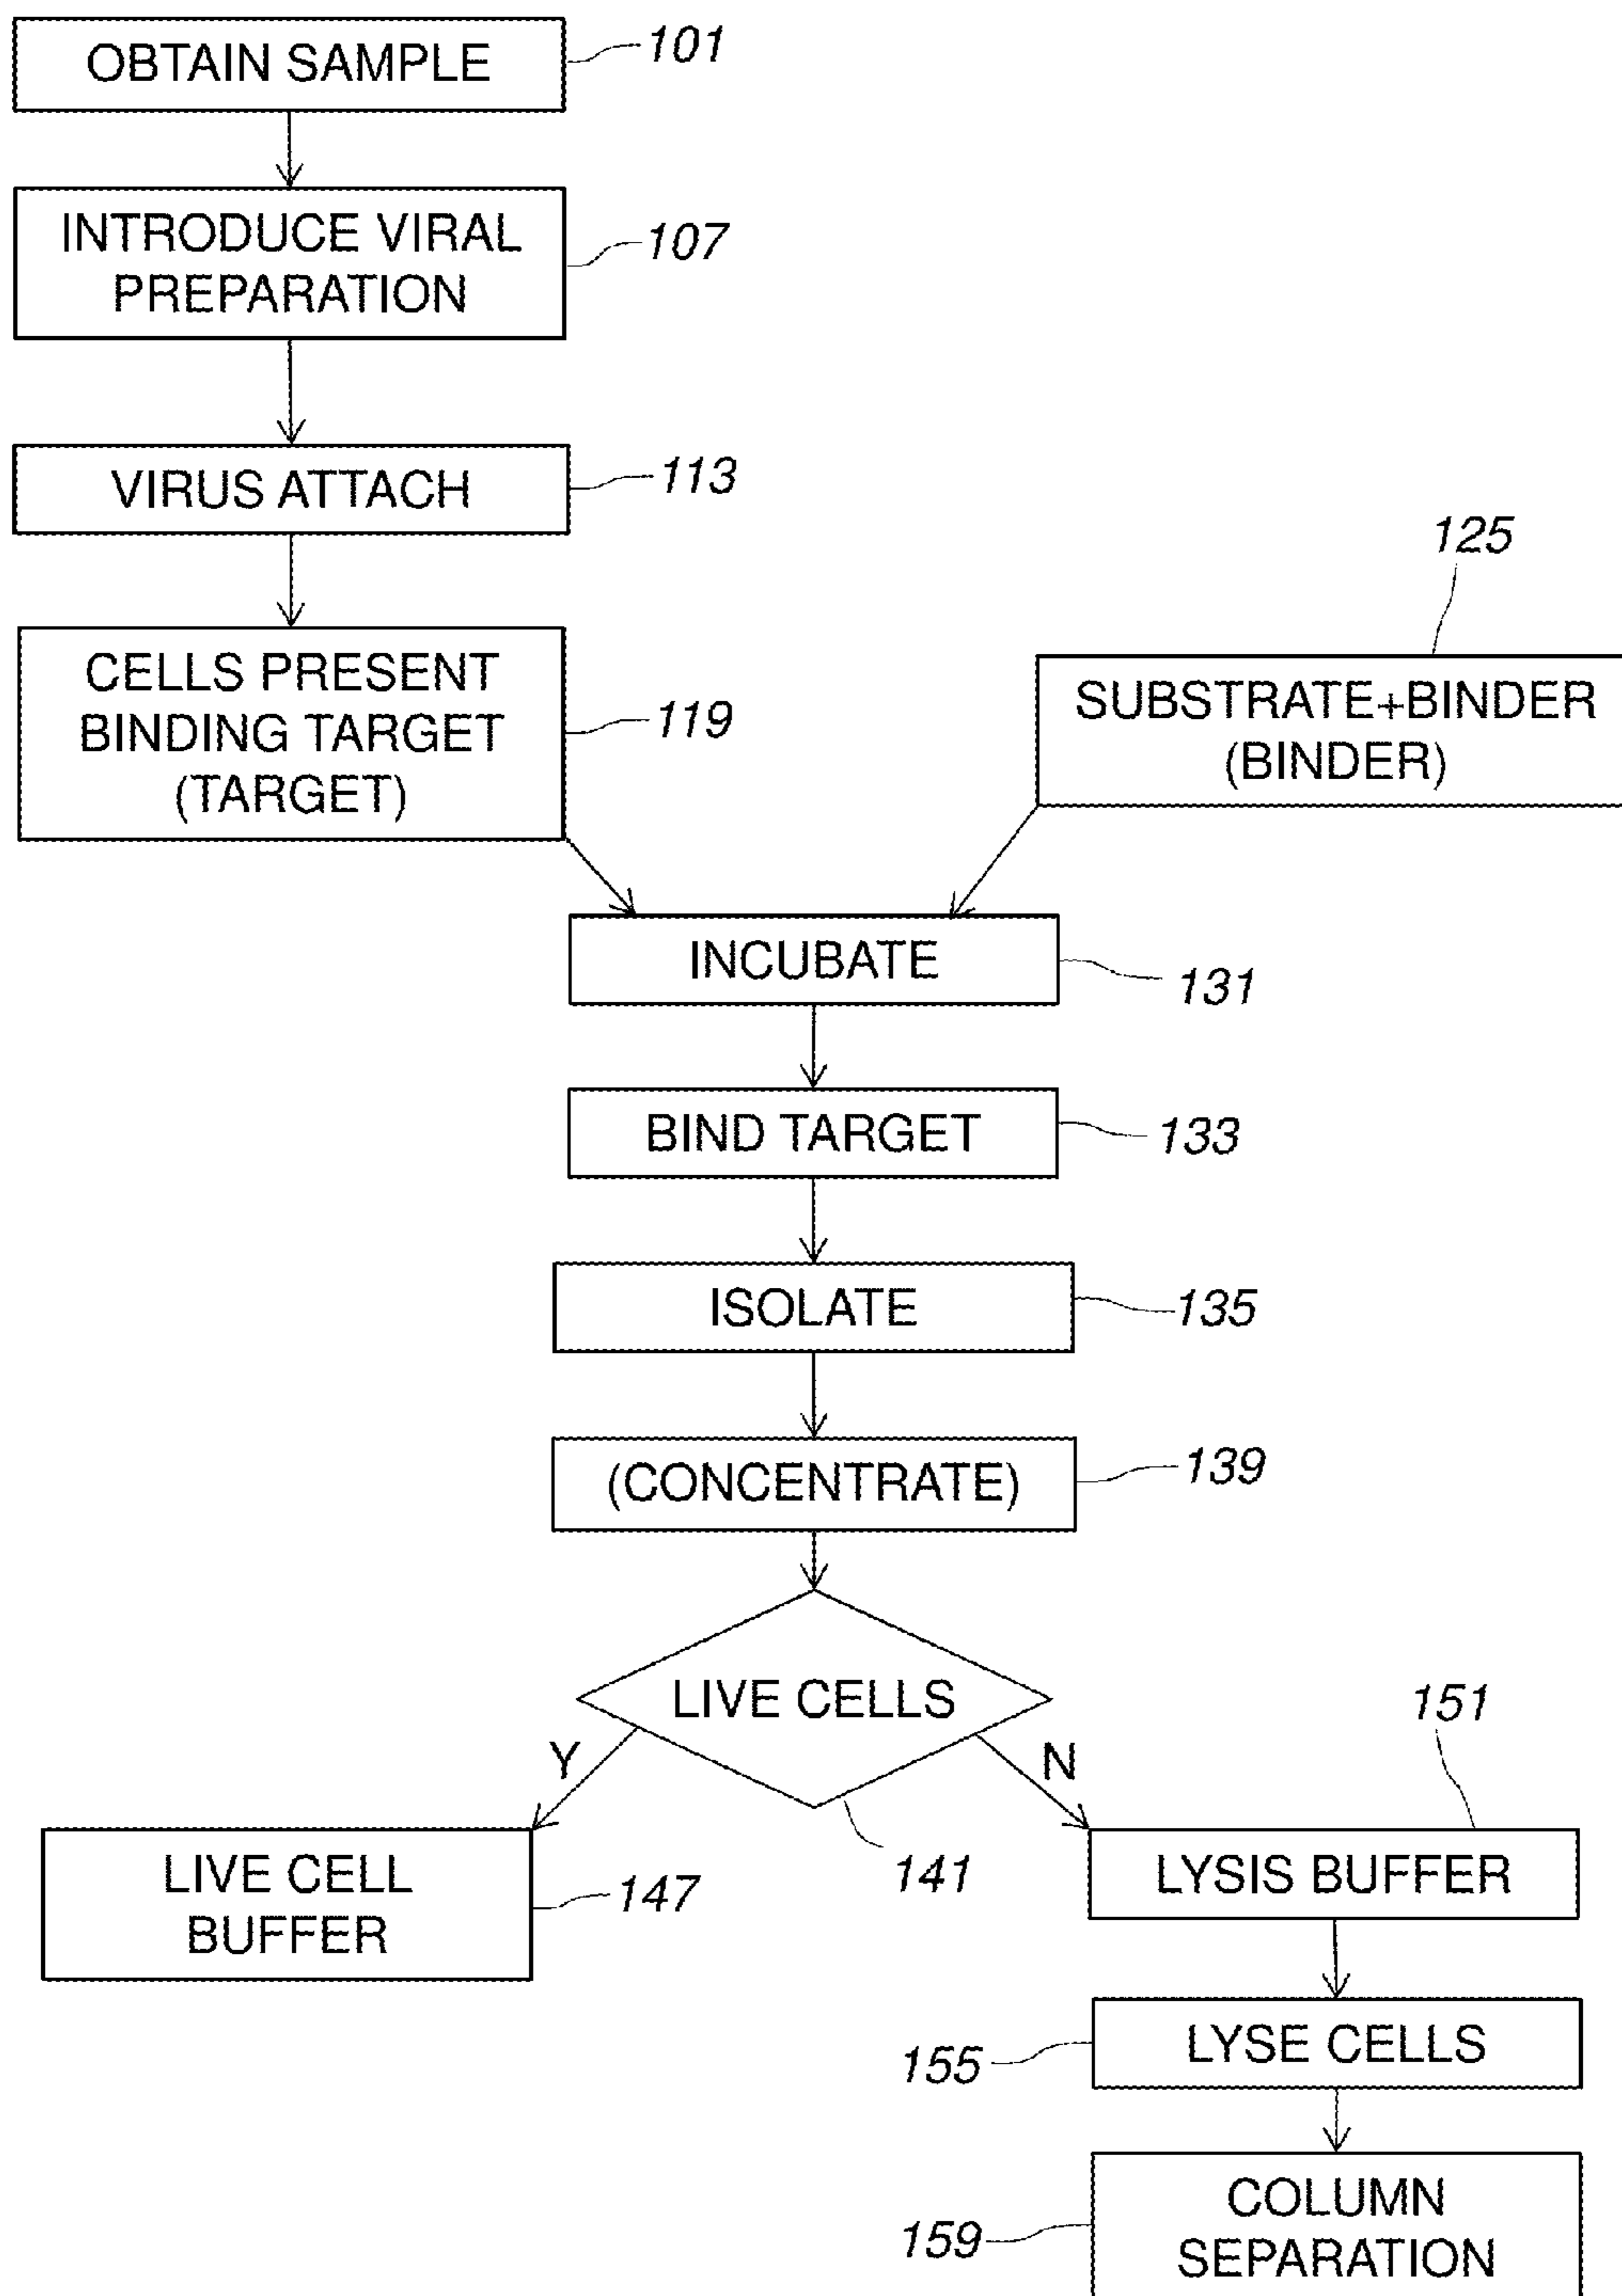 OBTAIN SAMPLE
101
INTRODUCE VIRAL
PREPARATION
107
VIRUS ATTACH
113
CELLS PRESENT
BINDING TARGET
(TARGET)
119
125
SUBSTRATE+BINDER
(BINDER)
INCUBATE
131
BIND TARGET
133
ISOLATE
135
(CONCENTRATE)
139
LIVE CELLS
141
Y
N
LIVE CELL
BUFFER
147
151
LYSIS BUFFER
LYSE CELLS
155
COLUMN
SEPARATION
159